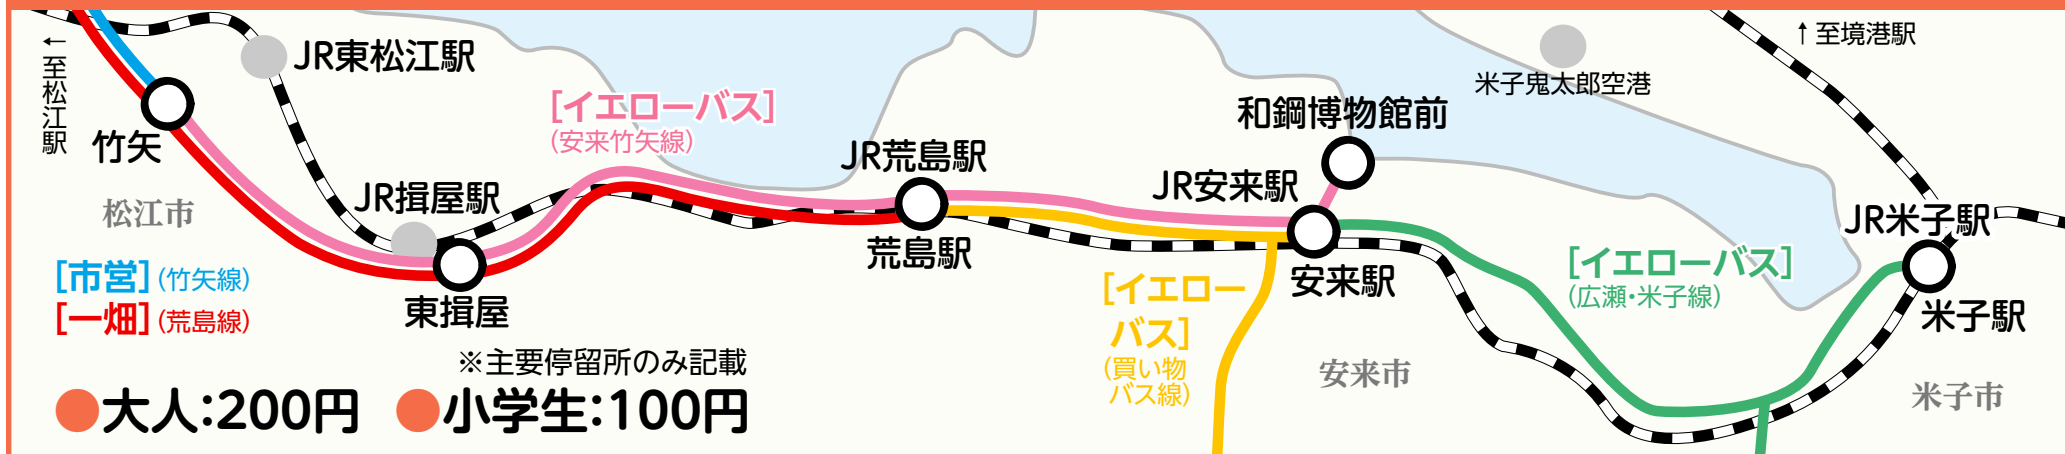 ↑至境港駅
←至松江駅
JR東松江駅
米子鬼太郎空港
[イエローバス]
(安来竹矢線)
和鋼博物館前
竹矢
JR荒島駅
JR安来駅
JR揖屋駅
松江市
JR米子駅
荒島駅
[イエローバス]
(広瀬・米子線)
[市営](竹矢線)
[一畑](荒島線)
東揖屋
安来駅
[イエロー
バス]
(買い物
バス線)
米子駅
※主要停留所のみ記載
安来市
米子市
●大人:200円 ●小学生:100円